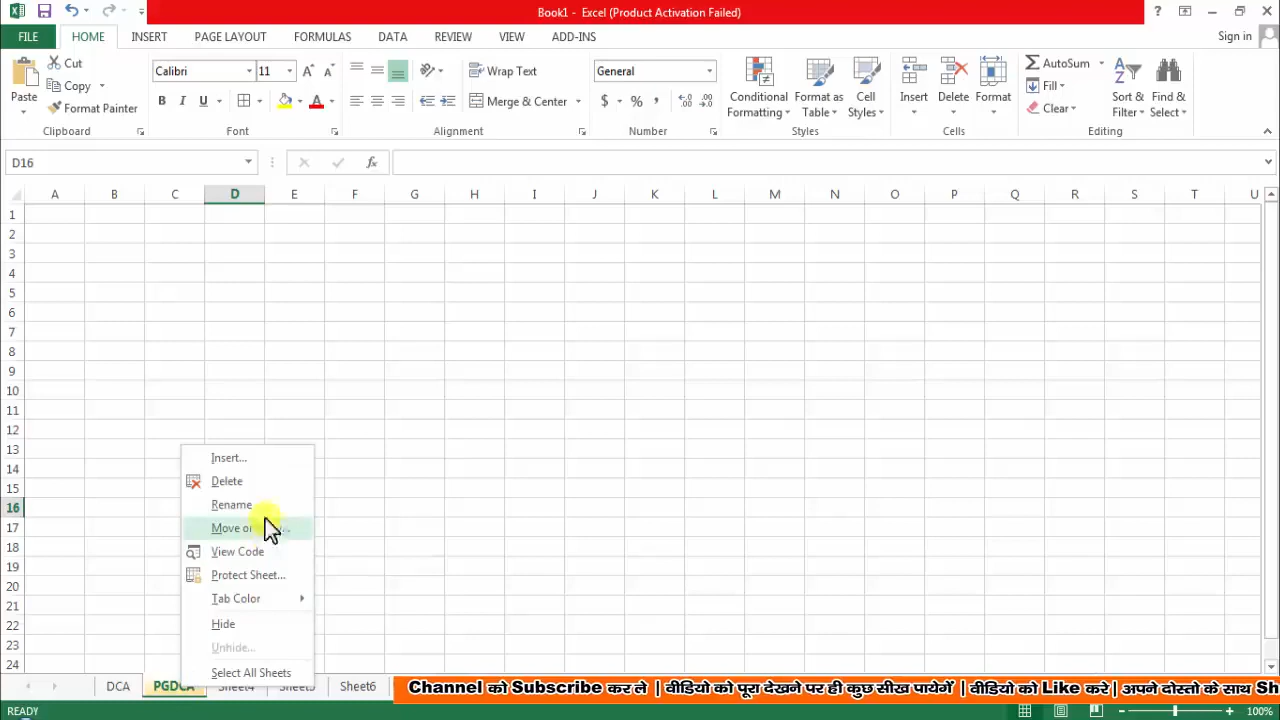 Book1 - Excel (Product Activation Failed)
?
FILE HOME INSERT PAGE LAYOUT FORMULAS DATA REVIEW VIEW ADD-INS Sign in
Paste Cut Copy Format Painter
Clipboard
Calibri 11
B I U A
Font
Wrap Text
Merge & Center
Alignment
General
$ % ,
Number
Conditional Formatting Format as Table Cell Styles
Styles
Insert Delete Format
Cells
AutoSum Fill Clear Sort & Filter Find & Select
Editing
D16 fx
A B C D E F G H I J K L M N O P Q R S T U
1
2
3
4
5
6
7
8
9
10
11
12
13
14
15
16
17
18
19
20
21
22
23
24
Insert...
Delete
Rename
Move or
View Code
Protect Sheet...
Tab Color
Hide
Unhide...
Select All Sheets
DCA PGDCA Sheet4 Sheet5 Sheet6
Channel को Subscribe कर ले | वीडियो को पूरा देखने पर ही कुछ सीख पायेगें | वीडियो को Like करे | अपने दोस्तो के साथ Sh
READY 100%